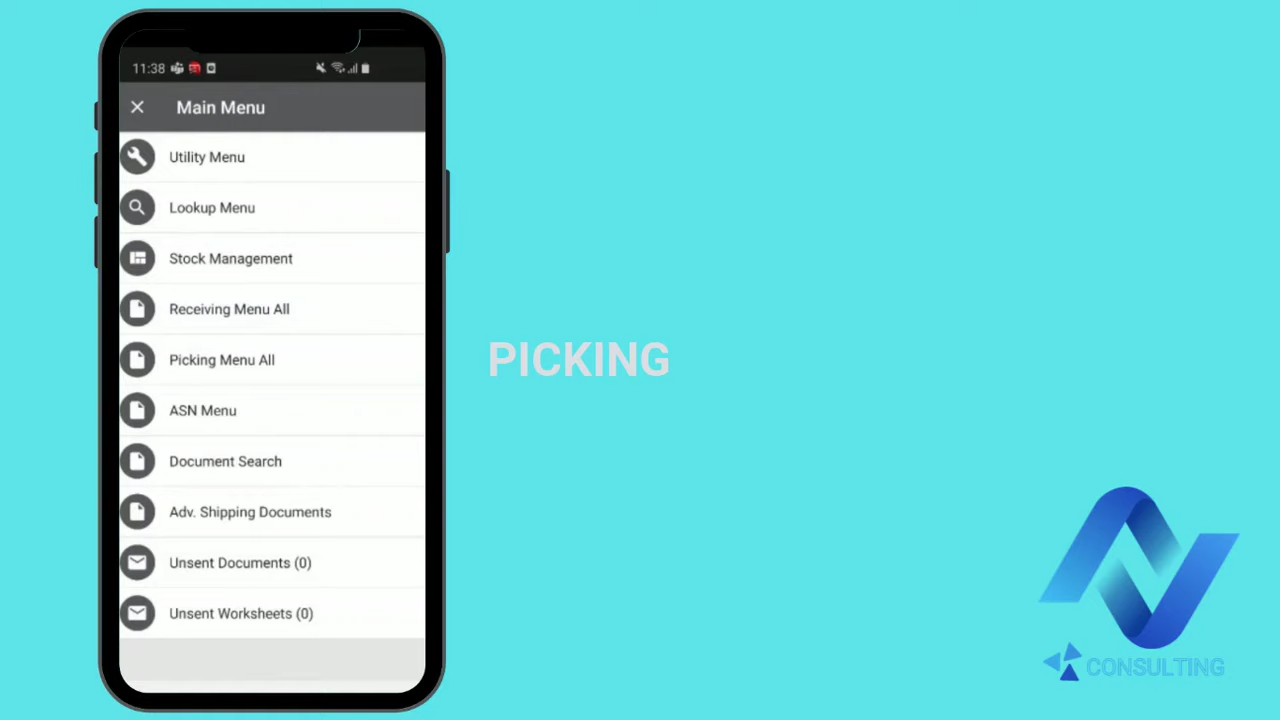 11:38
Main Menu
Utility Menu
Lookup Menu
Stock Management
Receiving Menu All
Picking Menu All
ASN Menu
Document Search
Adv. Shipping Documents
Unsent Documents (0)
Unsent Worksheets (0)
PICKING
CONSULTING